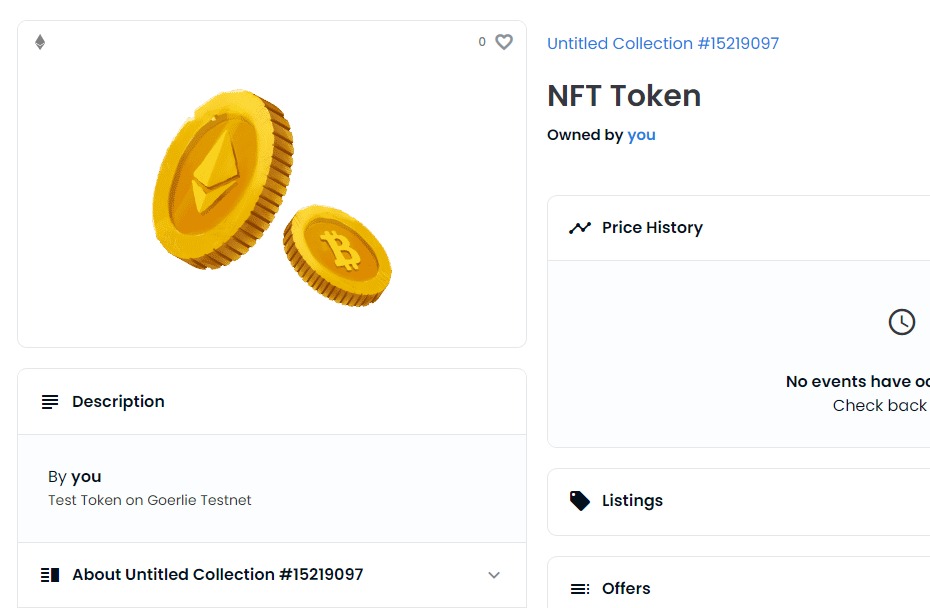 0
Untitled Collection #15219097
NFT Token
Owned by you
Price History
No events have
Check back
Listings
Offers
Description
By you
Test Token on Goerlie Testnet
About Untitled Collection #15219097